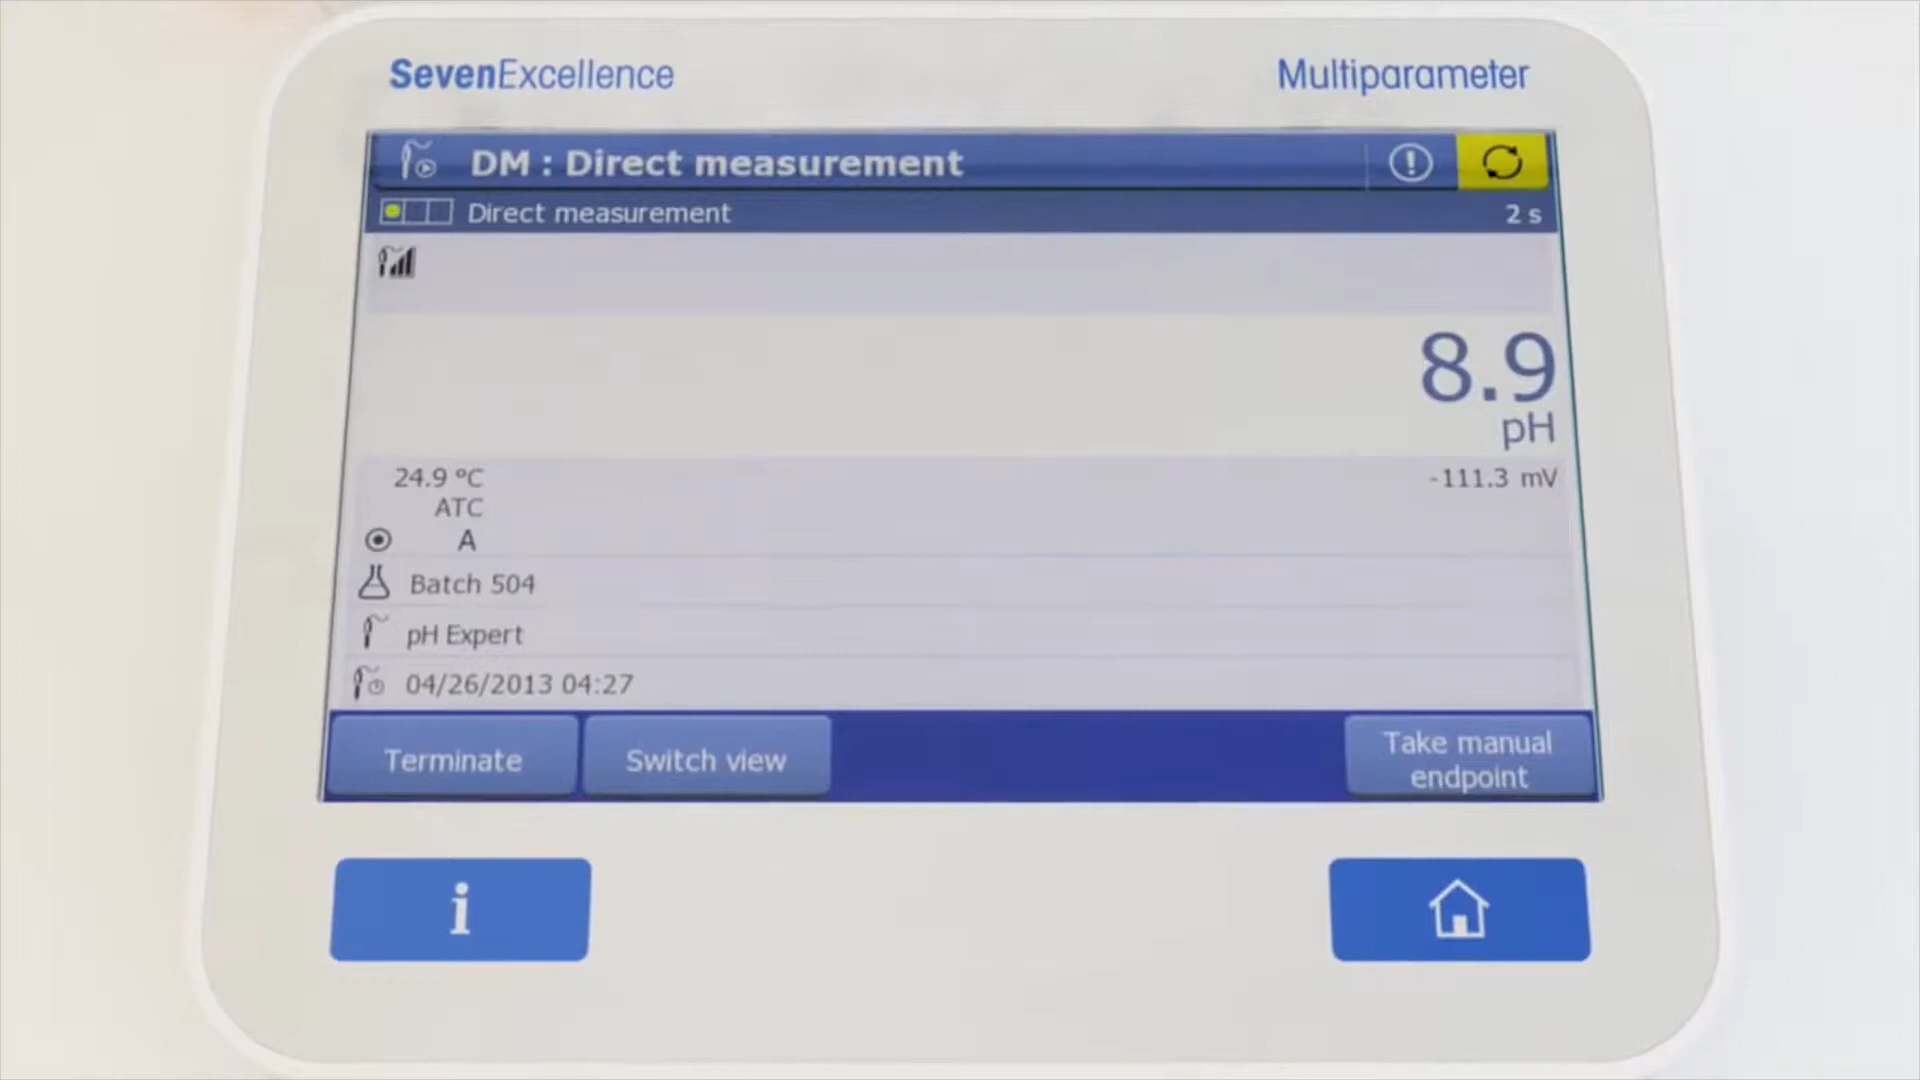 SevenExcellence Multiparameter
DM : Direct measurement
Direct measurement 2 s
8.9
pH
24.9 °C -111.3 mV
ATC
A
Batch 504
pH Expert
04/26/2013 04:27
Terminate Switch view Take manual endpoint
i